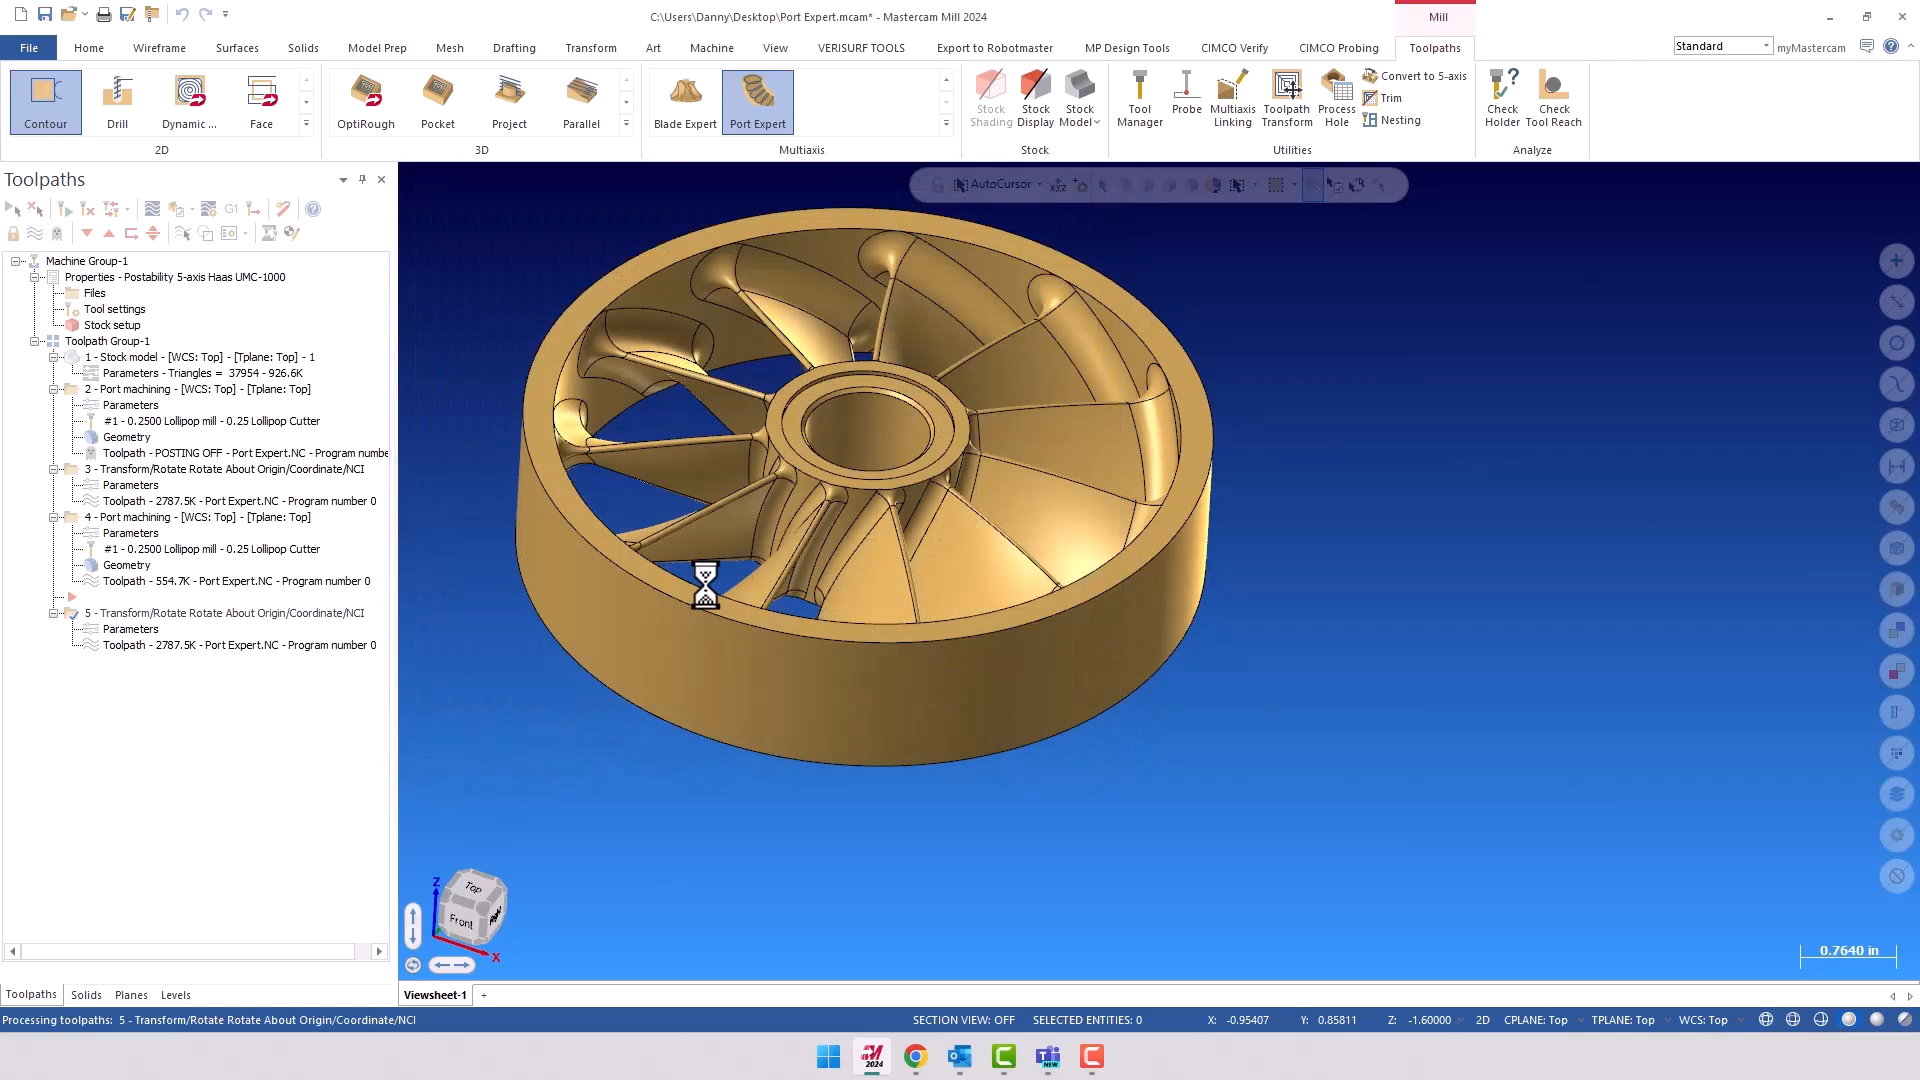 C:\Users\Danny\Desktop\Port Expert.mcam* - Mastercam Mill 2024
Mill
File Home Wireframe Surfaces Solids Model Prep Mesh Drafting Transform Art Machine View VERISURF TOOLS Export to Robotmaster MP Design Tools CIMCO Verify CIMCO Probing Toolpaths
Standard
myMastercam
Contour Drill Dynamic ... Face
2D
OptiRough Pocket Project Parallel
3D
Blade Expert Port Expert
Multiaxis
Stock Shading
Stock Display
Stock Model
Stock
Tool Manager
Probe
Multiaxis Linking
Toolpath Transform
Process Hole
Convert to 5-axis
Trim
Nesting
Utilities
Check Holder
Check Tool Reach
Analyze
Toolpaths
G1
AutoCursor
xyz
Machine Group-1
Properties - Postability 5-axis Haas UMC-1000
Files
Tool settings
Stock setup
Toolpath Group-1
1 - Stock model - [WCS: Top] - [Tplane: Top] - 1
Parameters - Triangles = 37954 - 926.6K
2 - Port machining - [WCS: Top] - [Tplane: Top]
Parameters
#1 - 0.2500 Lollipop mill - 0.25 Lollipop Cutter
Geometry
Toolpath - POSTING OFF - Port Expert.NC - Program numbe
3 - Transform/Rotate Rotate About Origin/Coordinate/NCI
Parameters
Toolpath - 2787.5K - Port Expert.NC - Program number 0
4 - Port machining - [WCS: Top] - [Tplane: Top]
Parameters
#1 - 0.2500 Lollipop mill - 0.25 Lollipop Cutter
Geometry
Toolpath - 554.7K - Port Expert.NC - Program number 0
5 - Transform/Rotate Rotate About Origin/Coordinate/NCI
Parameters
Toolpath - 2787.5K - Port Expert.NC - Program number 0
Z
Top
Front
X
0.7640 in
Toolpaths Solids Planes Levels
Viewsheet-1 +
Processing toolpaths: 5 - Transform/Rotate Rotate About Origin/Coordinate/NCI
SECTION VIEW: OFF SELECTED ENTITIES: 0 X: -0.95407 Y: 0.85811 Z: -1.60000 2D CPLANE: Top TPLANE: Top WCS: Top
2024
NEW